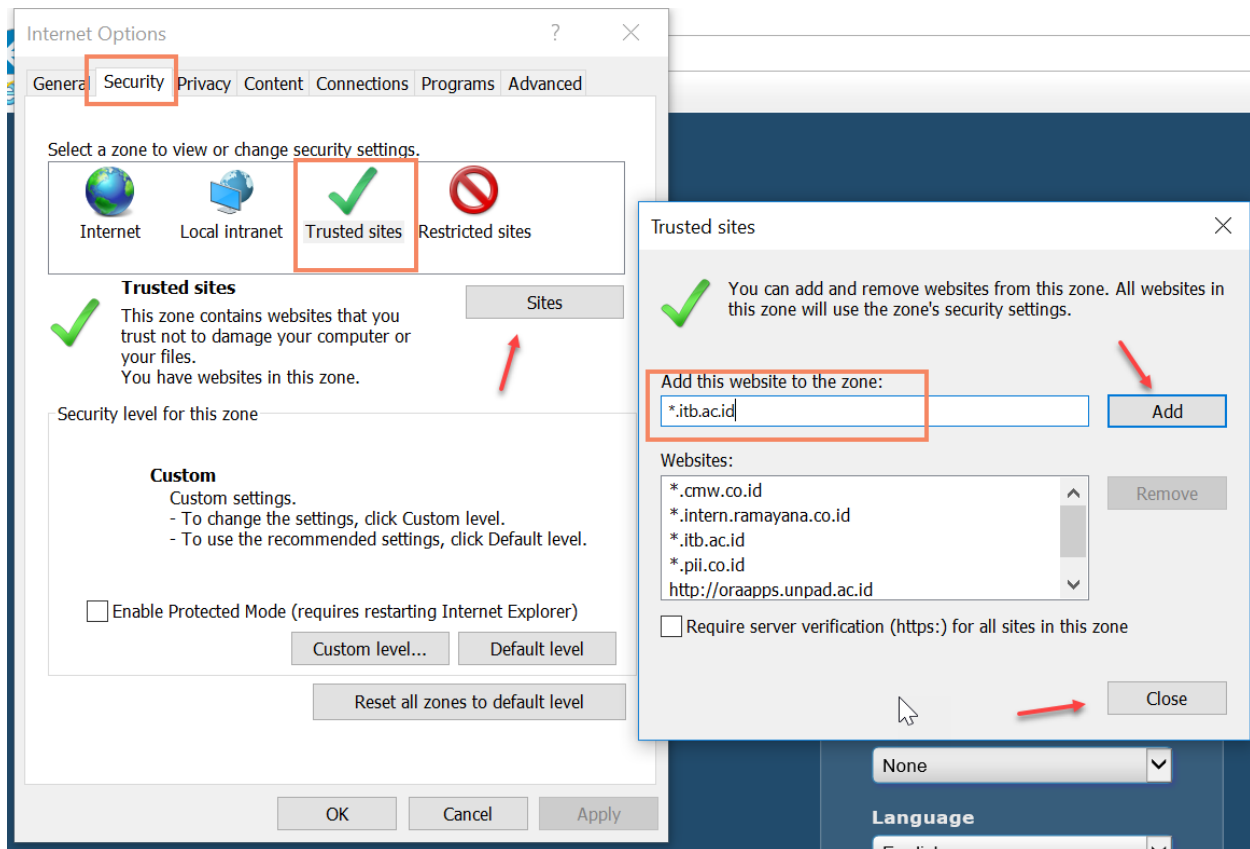 Internet Options
General Security Privacy Content Connections Programs Advanced
Select a zone to view or change security settings.
Internet Local intranet Trusted sites Restricted sites
Trusted sites
Sites
This zone contains websites that you
trust not to damage your computer or
your files.
You have websites in this zone.
Security level for this zone
Custom
Custom settings.
- To change the settings, click Custom level.
- To use the recommended settings, click Default level.
Enable Protected Mode (requires restarting Internet Explorer)
Custom level... Default level
Reset all zones to default level
OK Cancel Apply
Trusted sites
You can add and remove websites from this zone. All websites in
this zone will use the zone's security settings.
Add this website to the zone:
*.itb.ac.id
Add
Websites:
*.cmw.co.id
Remove
*.intern.ramayana.co.id
*.itb.ac.id
*.pii.co.id
http://oraapps.unpad.ac.id
Require server verification (https:) for all sites in this zone
Close
None
Language